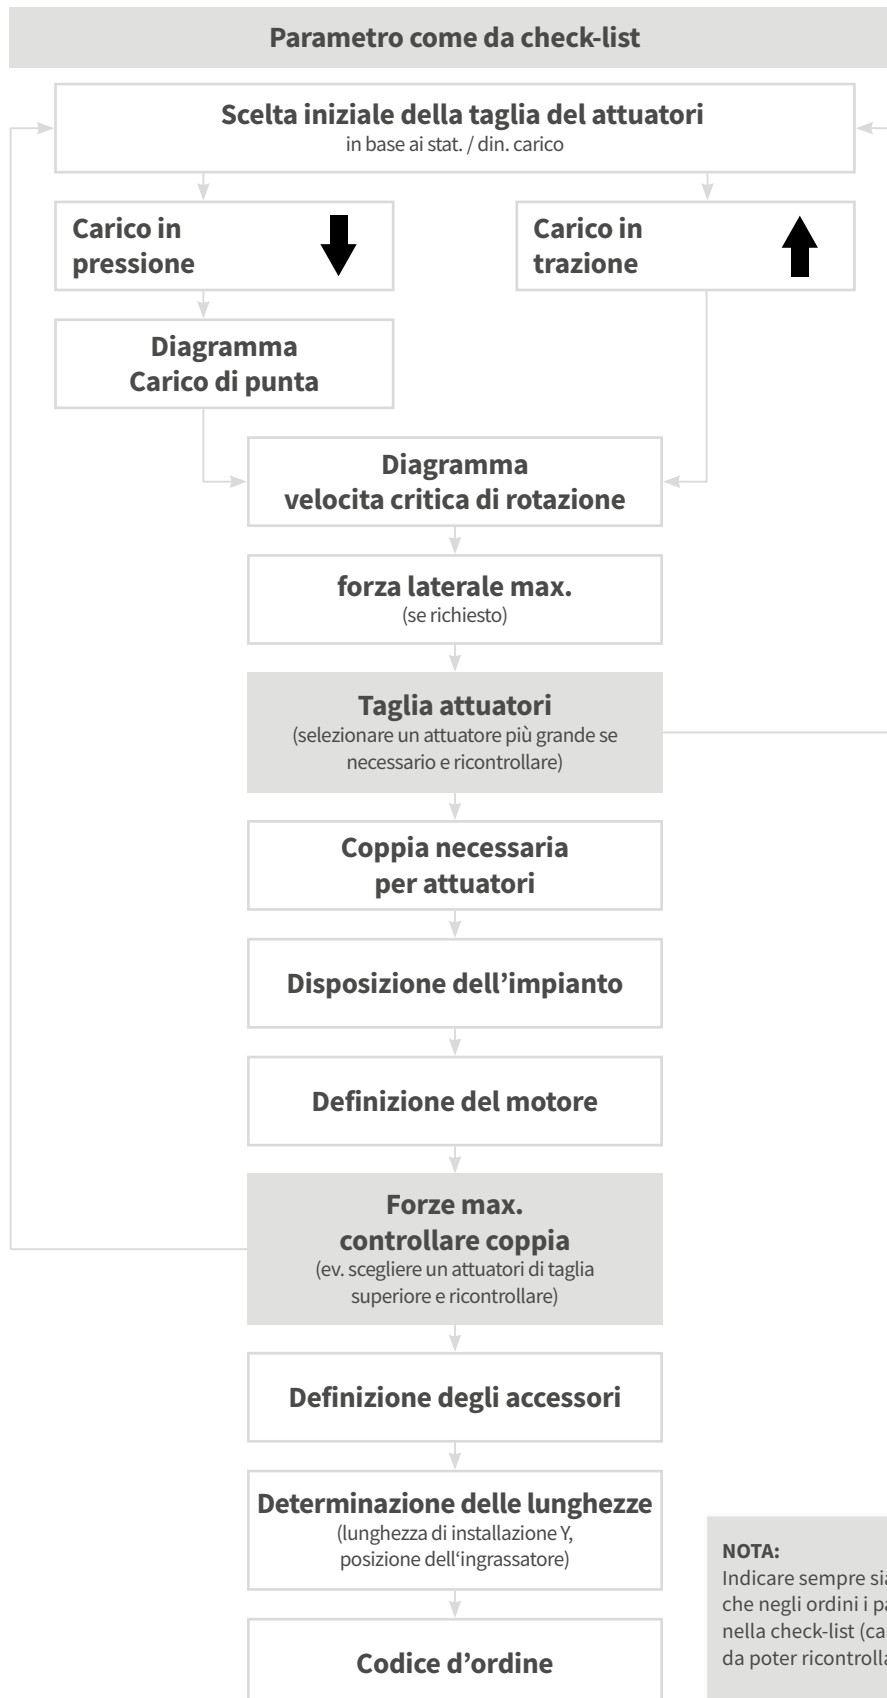 Parametro come da check-list
Scelta iniziale della taglia del attuatori
in base ai stat. / din. carico
Carico in
pressione
Carico in
trazione
Diagramma
Carico di punta
Diagramma
velocita critica di rotazione
forza laterale max.
(se richiesto)
Taglia attuatori
(selezionare un attuatore più grande se
necessario e ricontrollare)
Coppia necessaria
per attuatori
Disposizione dell’impianto
Definizione del motore
Forze max.
controllare coppia
(ev. scegliere un attuatori di taglia
superiore e ricontrollare)
Definizione degli accessori
Determinazione delle lunghezze
(lunghezza di installazione Y,
posizione dell‘ingrassatore)
Codice d’ordine
NOTA:
Indicare sempre
che negli ordini i
nella check-list
da poter